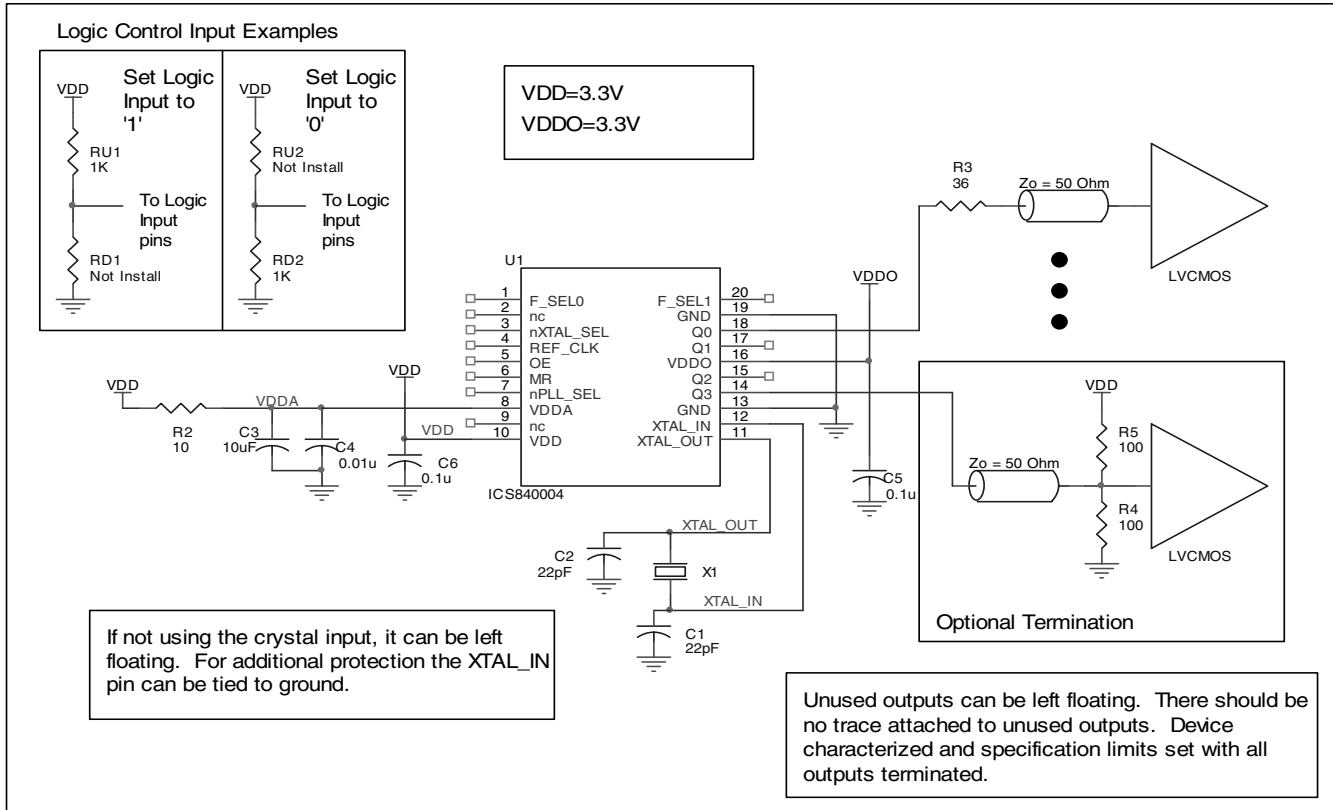 Logic Control Input Examples
VDD
Set Logic
Input to
'1'
RU1
1K
To Logic
Input
pins
RD1
Not Install
VDD
Set Logic
Input to
'0'
RU2
Not Install
To Logic
Input
pins
RD2
1K
VDD=3.3V
VDDO=3.3V
R3
36
Zo = 50 Ohm
LVCMOS
U1
1 F_SEL0
2 nc
3 nXTAL_SEL
4 REF_CLK
5 OE
6 MR
7 nPLL_SEL
8 VDDA
9 nc
10 VDD
F_SEL1 20
GND 19
Q0 18
Q1 17
VDDO 16
Q2 15
Q3 14
GND 13
XTAL_IN 12
XTAL_OUT 11
ICS840004
VDD
R2
10
VDDA
C3
10uF
C4
0.01u
VDD
VDD
C6
0.1u
VDDO
C5
0.1u
XTAL_OUT
C2
22pF
X1
XTAL_IN
C1
22pF
VDD
R5
100
Zo = 50 Ohm
R4
100
LVCMOS
Optional Termination
If not using the crystal input, it can be left
floating. For additional protection the XTAL_IN
pin can be tied to ground.
Unused outputs can be left floating. There should be
no trace attached to unused outputs. Device
characterized and specification limits set with all
outputs terminated.